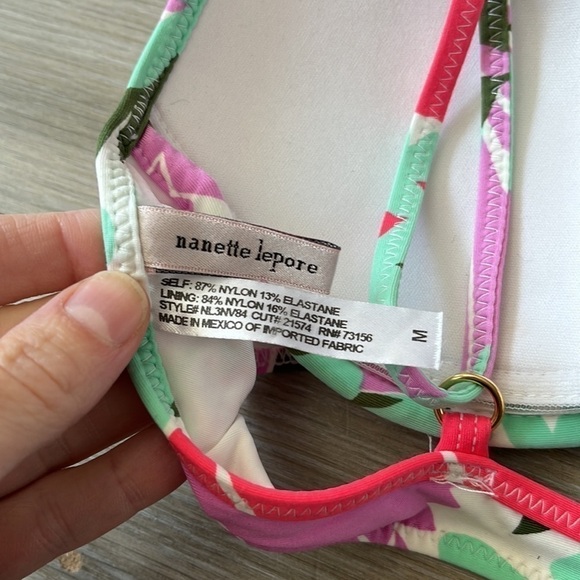 nanette lepore
SELF: 87% NYLON 13% ELASTANE
LINING: 84% NYLON 16% ELASTANE
STYLE# NL3NV84 CUT# 21574 RN# 73156
MADE IN MEXICO OF IMPORTED FABRIC
M